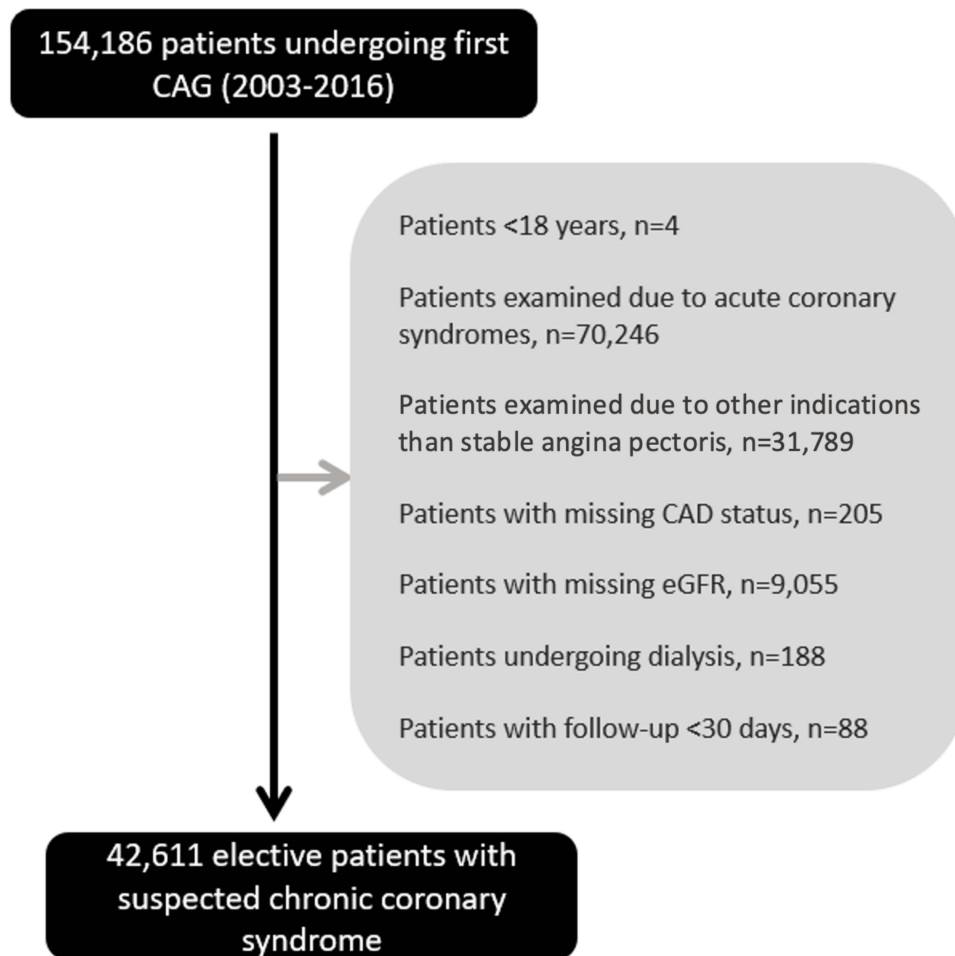 154,186 patients undergoing first
CAG (2003-2016)
Patients <18 years, n=4
Patients examined due to acute coronary
syndromes, n=70,246
Patients examined due to other indications
than stable angina pectoris, n=31,789
Patients with missing CAD status, n=205
Patients with missing eGFR, n=9,055
Patients undergoing dialysis, n=188
Patients with follow-up <30 days, n=88
42,611 elective patients with
suspected chronic coronary
syndrome